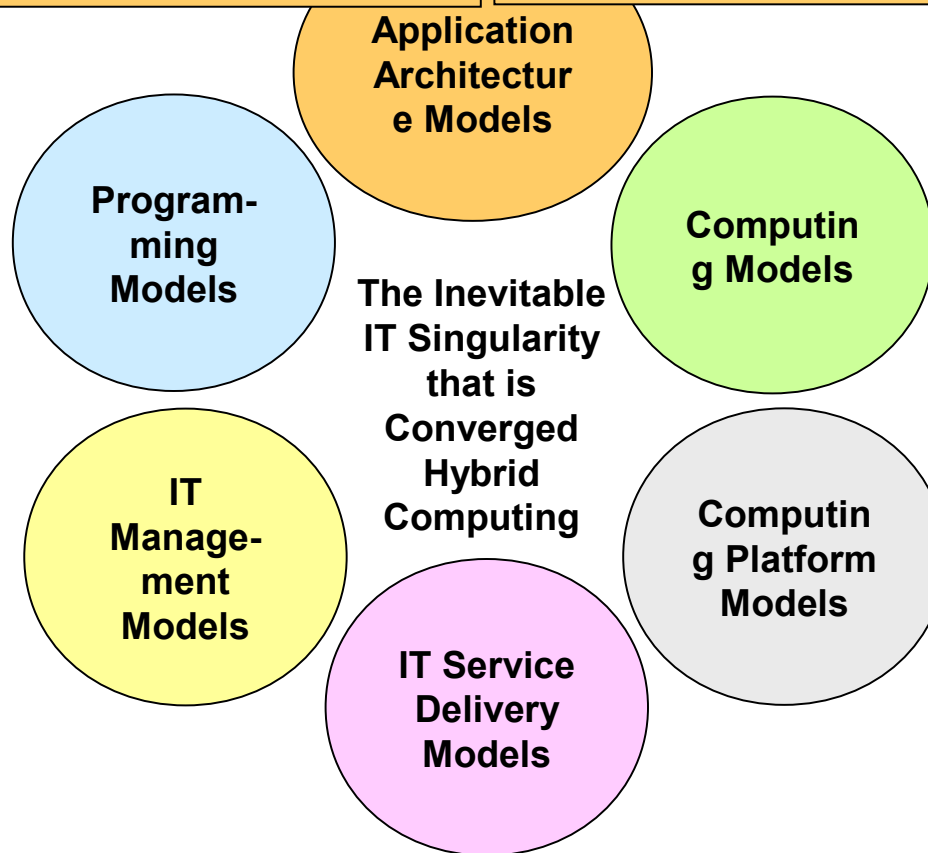 Application
Architectur
e Models
Program-
ming
Models
Computin
g Models
The Inevitable
IT Singularity
that is
Converged
Hybrid
Computing
IT
Manage-
ment
Models
Computin
g Platform
Models
IT Service
Delivery
Models